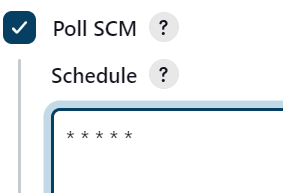 Poll SCM ?
Schedule ?
* * * * *